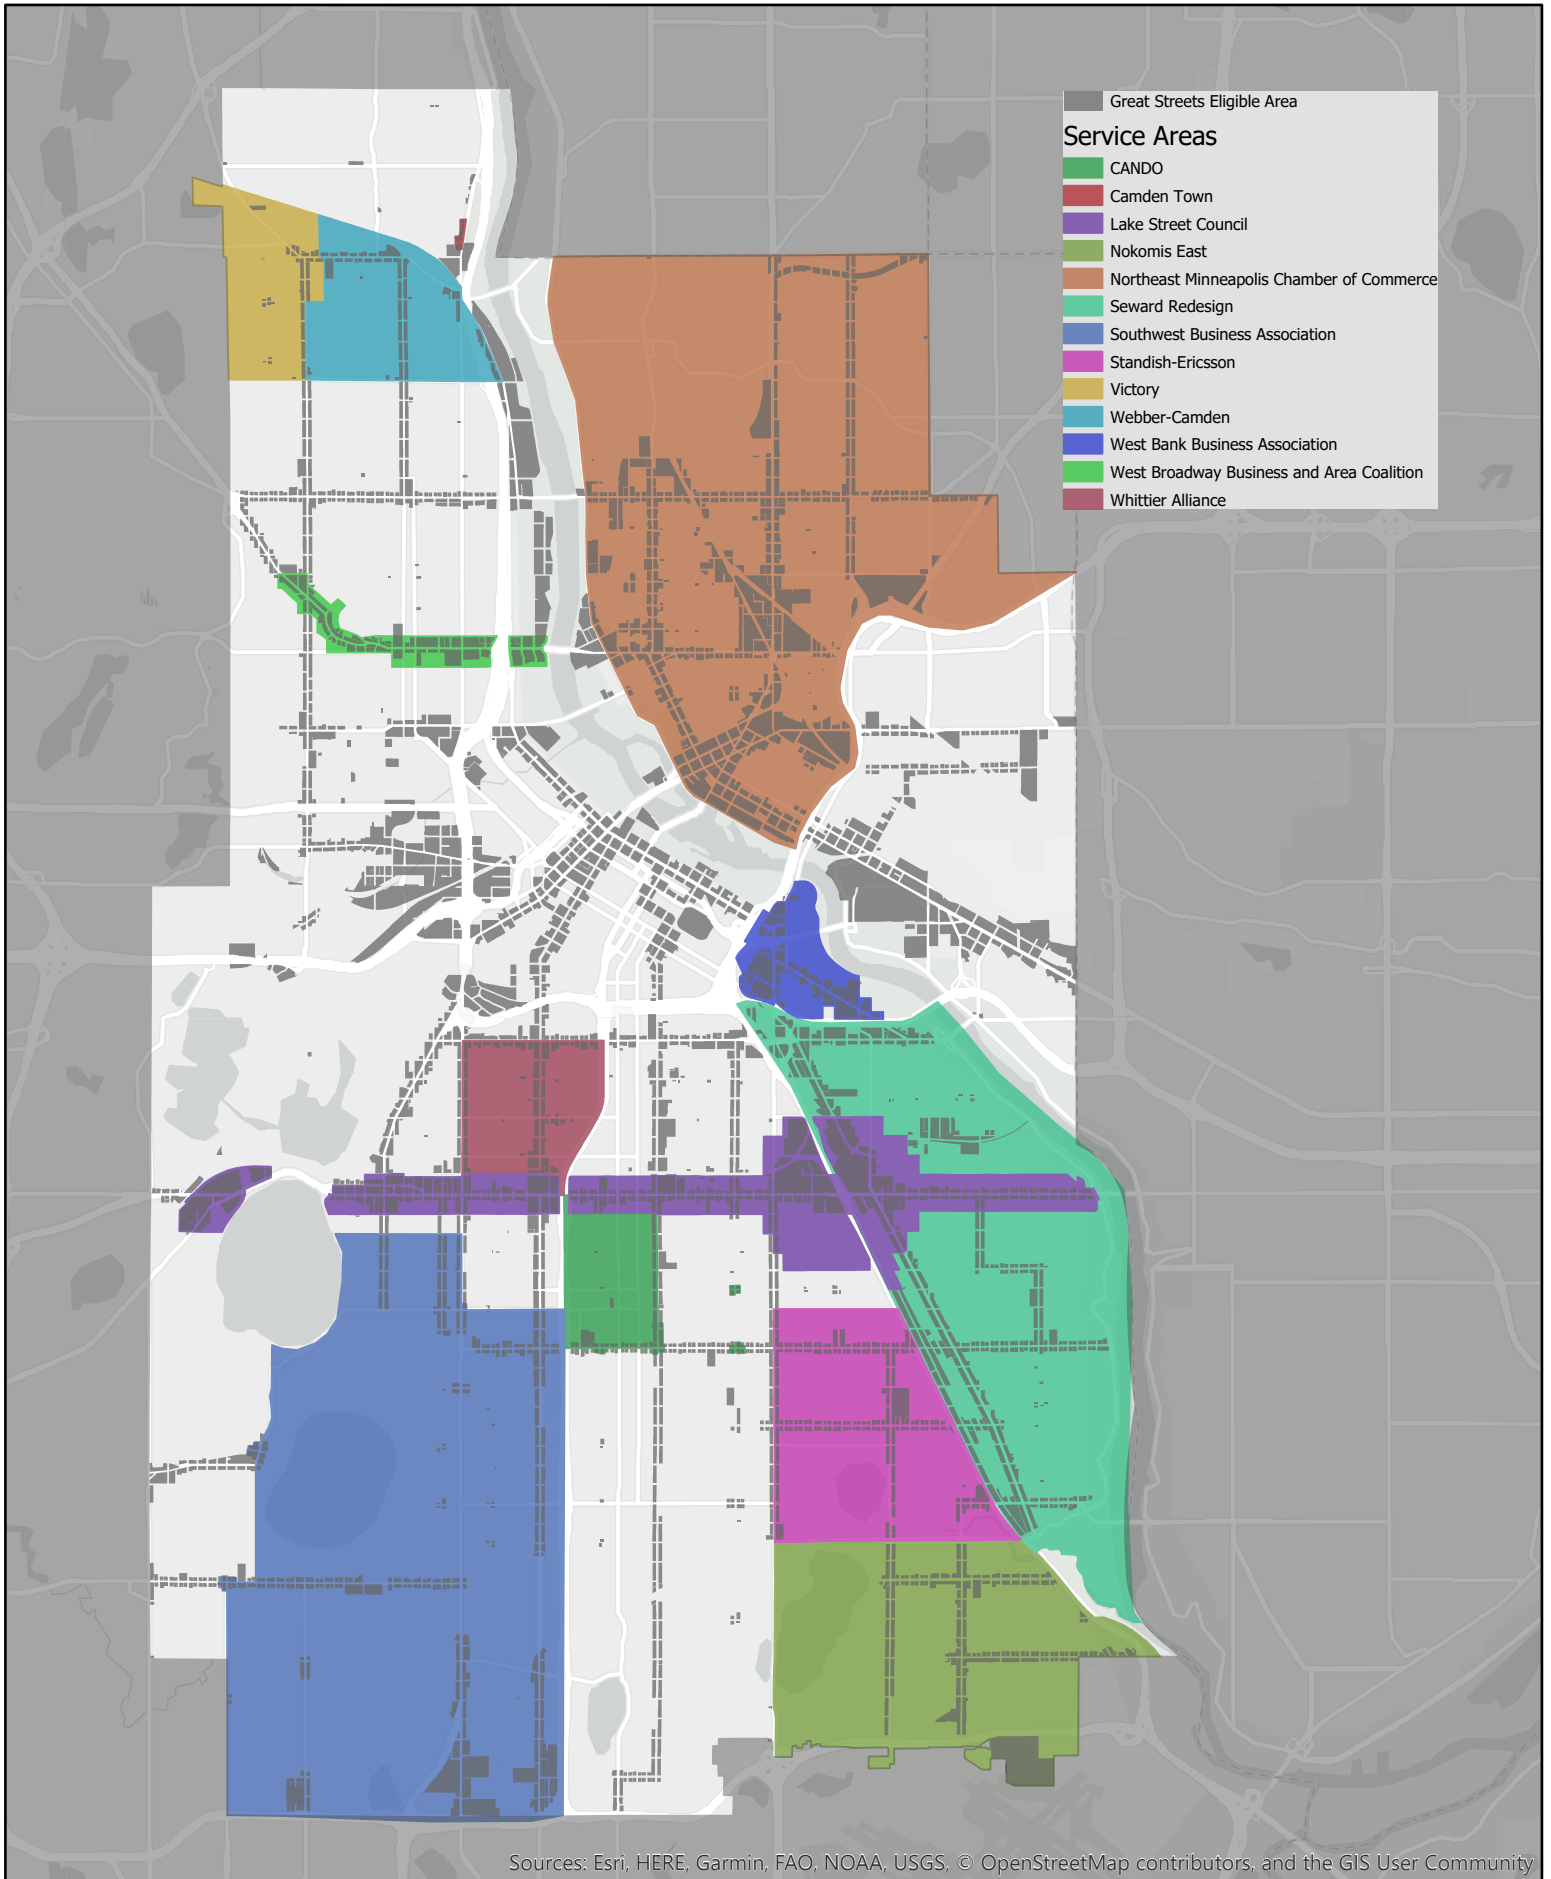 Great Streets Eligible Area
Service Areas
CANDO
Camden Town
Lake Street Council
Nokomis East
Northeast Minneapolis Chamber of Commerce
Seward Redesign
Southwest Business Association
Standish-Ericsson
Victory
Webber-Camden
West Bank Business Association
West Broadway Business and Area Coalition
Whittier Alliance
Sources: Esri, HERE, Garmin, FAO, NOAA, USGS, © OpenStreetMap contributors, and the GIS User Community